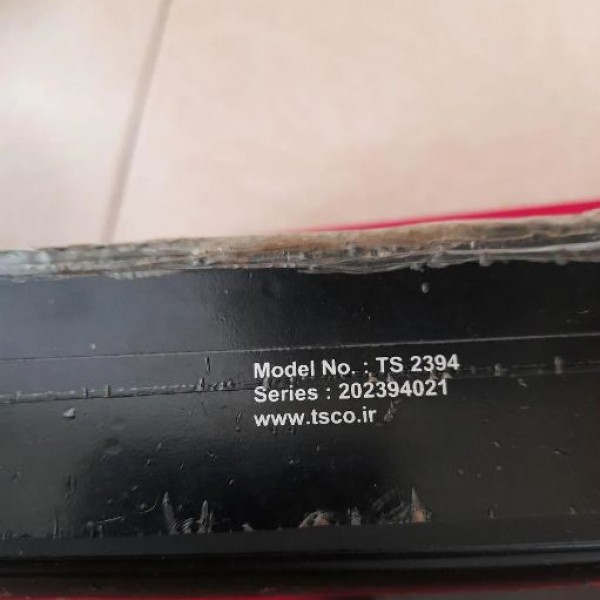 Model No. : TS 2394
Series : 202394021
www.tsco.ir